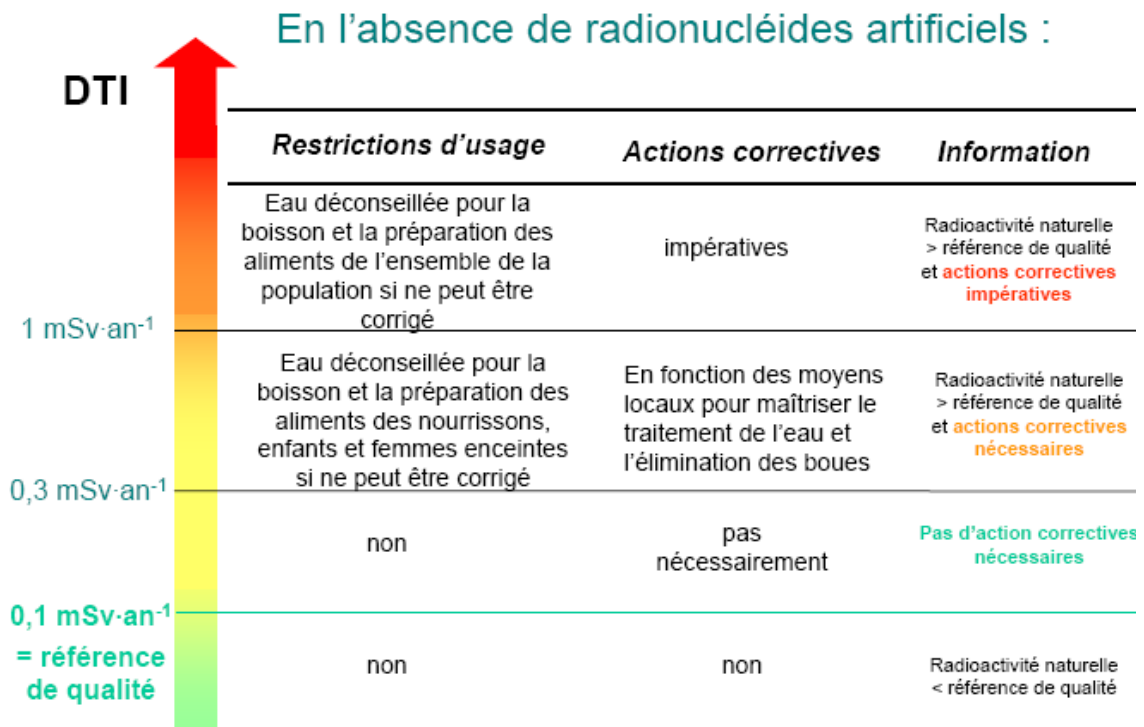 En l’absence de radionucléides artificiels :
DTI
Restrictions d’usage
Actions correctives
Information
Eau déconseillée pour la
boisson et la préparation des
aliments de l’ensemble de la
population si ne peut être
corrigé
impératives
Radioactivité naturelle
> référence de qualité
et actions correctives
impératives
1 mSv·an⁻¹
Eau déconseillée pour la
boisson et la préparation des
aliments des nourrissons,
enfants et femmes enceintes
si ne peut être corrigé
En fonction des moyens
locaux pour maîtriser le
traitement de l’eau et
l’élimination des boues
Radioactivité naturelle
> référence de qualité
et actions correctives
nécessaires
0,3 mSv·an⁻¹
non
pas
nécessairement
Pas d’action correctives
nécessaires
0,1 mSv·an⁻¹
= référence
de qualité
non
non
Radioactivité naturelle
< référence de qualité